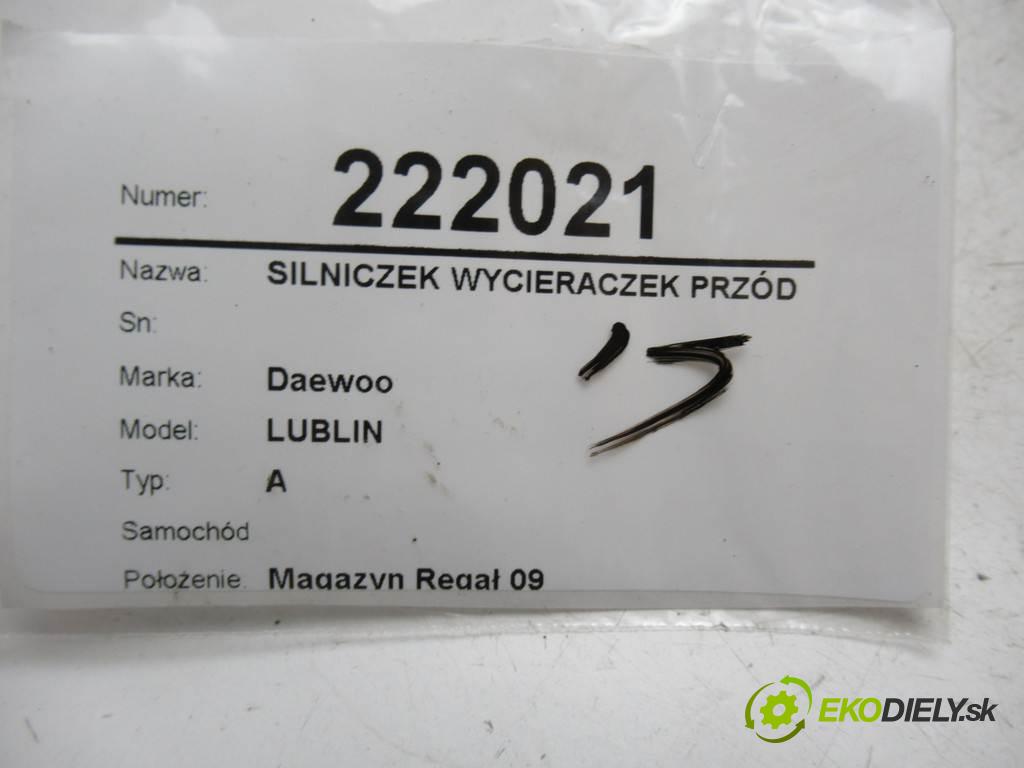 Numer: 222021
Nazwa: SILNICZEK WYCIERACZEK PRZÓD
Sn:
Marka: Daewoo
Model: LUBLIN
Typ: A
Samochód
Położenie: Magazyn Regał 09
EKODIELY.sk